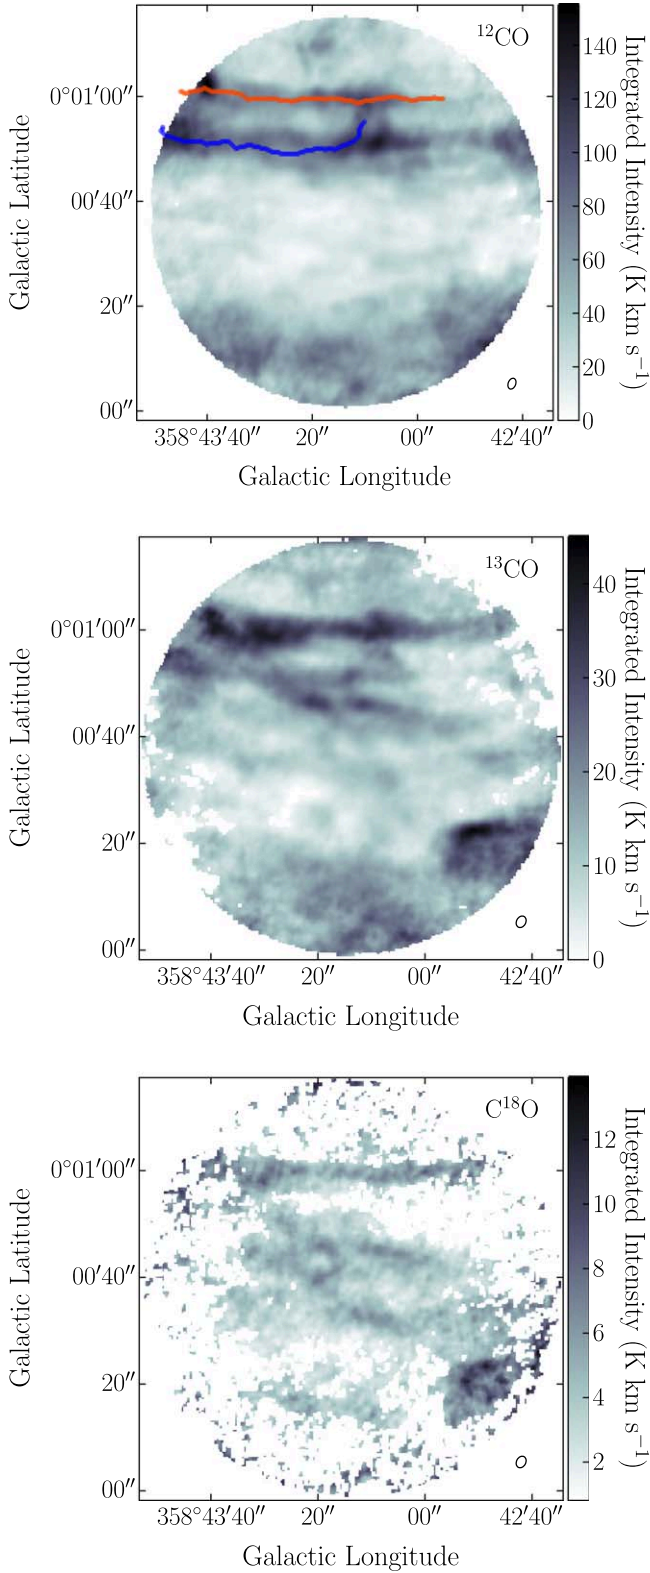 ¹²CO
140
120
100
80
60
40
20
0
Integrated Intensity (K km s⁻¹)
0°01′00″
00′40″
20″
00″
Galactic Latitude
358°43′40″ 20″ 00″ 42′40″
Galactic Longitude
¹³CO
40
30
20
10
0
Integrated Intensity (K km s⁻¹)
0°01′00″
00′40″
20″
00″
Galactic Latitude
358°43′40″ 20″ 00″ 42′40″
Galactic Longitude
C¹⁸O
12
10
8
6
4
2
Integrated Intensity (K km s⁻¹)
0°01′00″
00′40″
20″
00″
Galactic Latitude
358°43′40″ 20″ 00″ 42′40″
Galactic Longitude